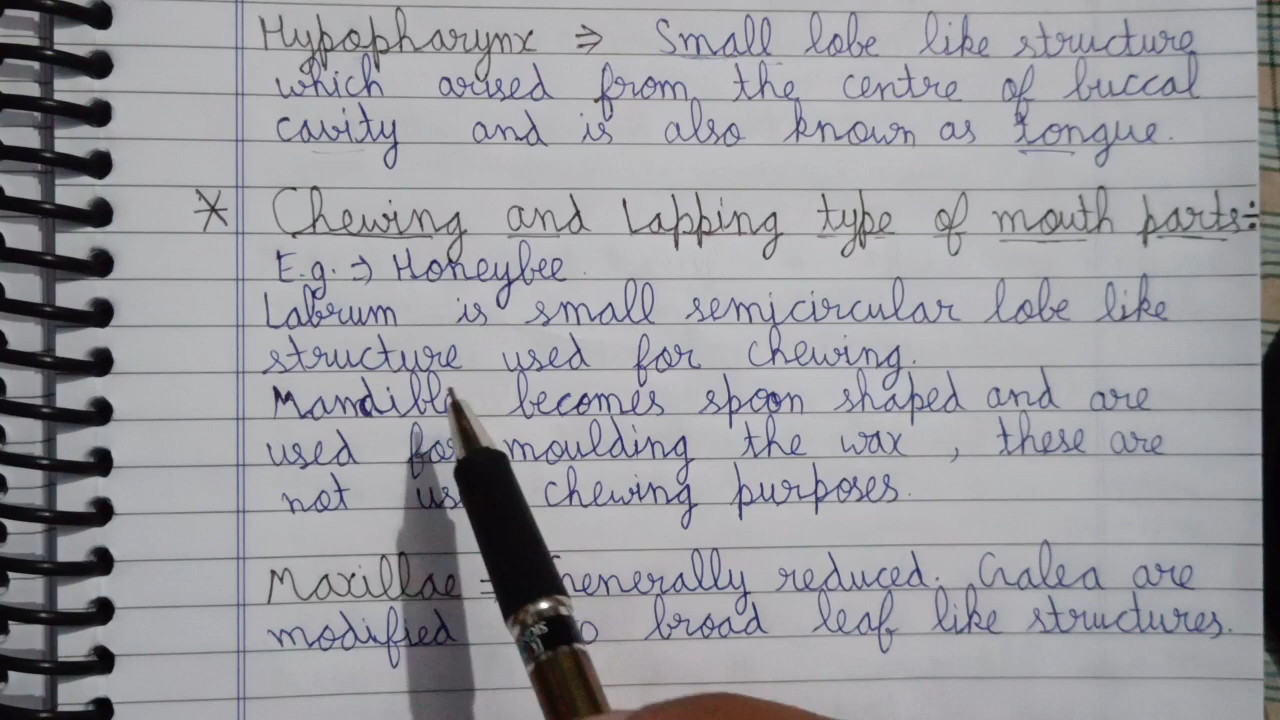 Hypopharynx ⇒ Small lobe like structure
which arised from the centre of buccal
cavity and is also known as tongue.
* Chewing and Lapping type of mouth parts:-
E.g. → Honeybee
Labrum is small semicircular lobe like
structure used for chewing.
Mandible becomes spoon shaped and are
used for moulding the wax, these are
not chewing purposes.
Maxillae = Generally reduced. Galea are
modified broad leaf like structures.